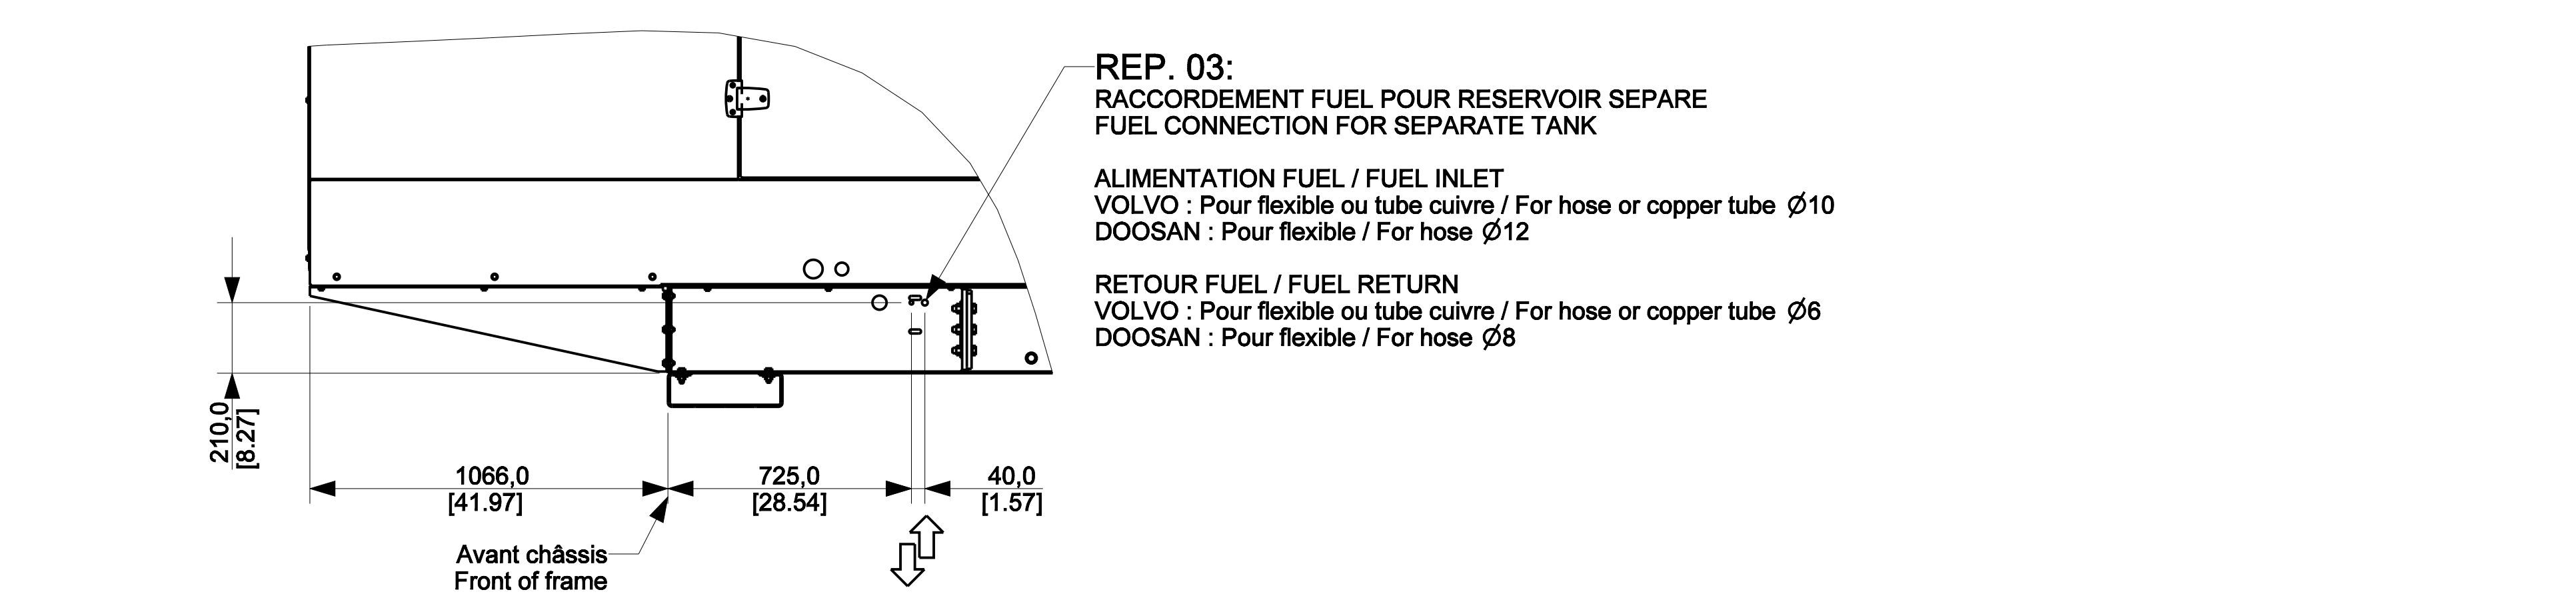 REP. 03:
RACCORDEMENT FUEL POUR RESERVOIR SEPARE
FUEL CONNECTION FOR SEPARATE TANK
ALIMENTATION FUEL / FUEL INLET
VOLVO : Pour flexible ou tube cuivre / For hose or copper tube Ø10
DOOSAN : Pour flexible / For hose Ø12
RETOUR FUEL / FUEL RETURN
VOLVO : Pour flexible ou tube cuivre / For hose or copper tube Ø6
DOOSAN : Pour flexible / For hose Ø8
210,0
[8.27]
1066,0
[41.97]
725,0
[28.54]
40,0
[1.57]
Avant châssis
Front of frame